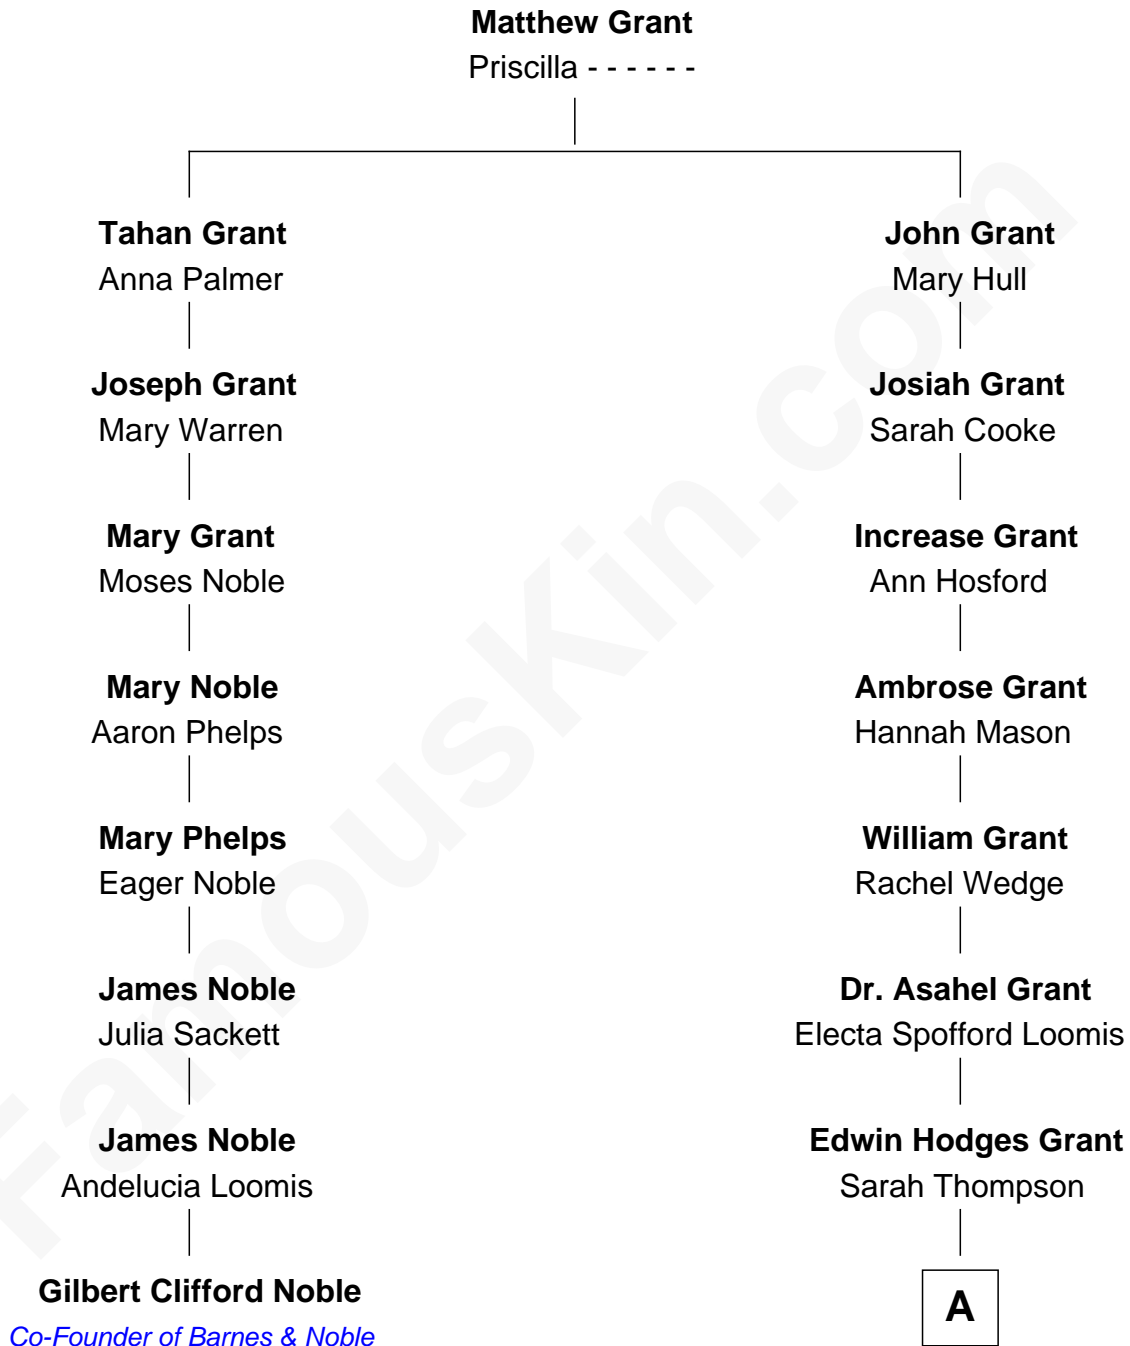 Matthew Grant
Priscilla - - - - - -
Tahan Grant
Anna Palmer
Joseph Grant
Mary Warren
Mary Grant
Moses Noble
Mary Noble
Aaron Phelps
Mary Phelps
Eager Noble
James Noble
Julia Sackett
James Noble
Andelucia Loomis
Gilbert Clifford Noble
Co-Founder of Barnes & Noble
John Grant
Mary Hull
Josiah Grant
Sarah Cooke
Increase Grant
Ann Hosford
Ambrose Grant
Hannah Mason
William Grant
Rachel Wedge
Dr. Asahel Grant
Electa Spofford Loomis
Edwin Hodges Grant
Sarah Thompson
A
FamousKin.com